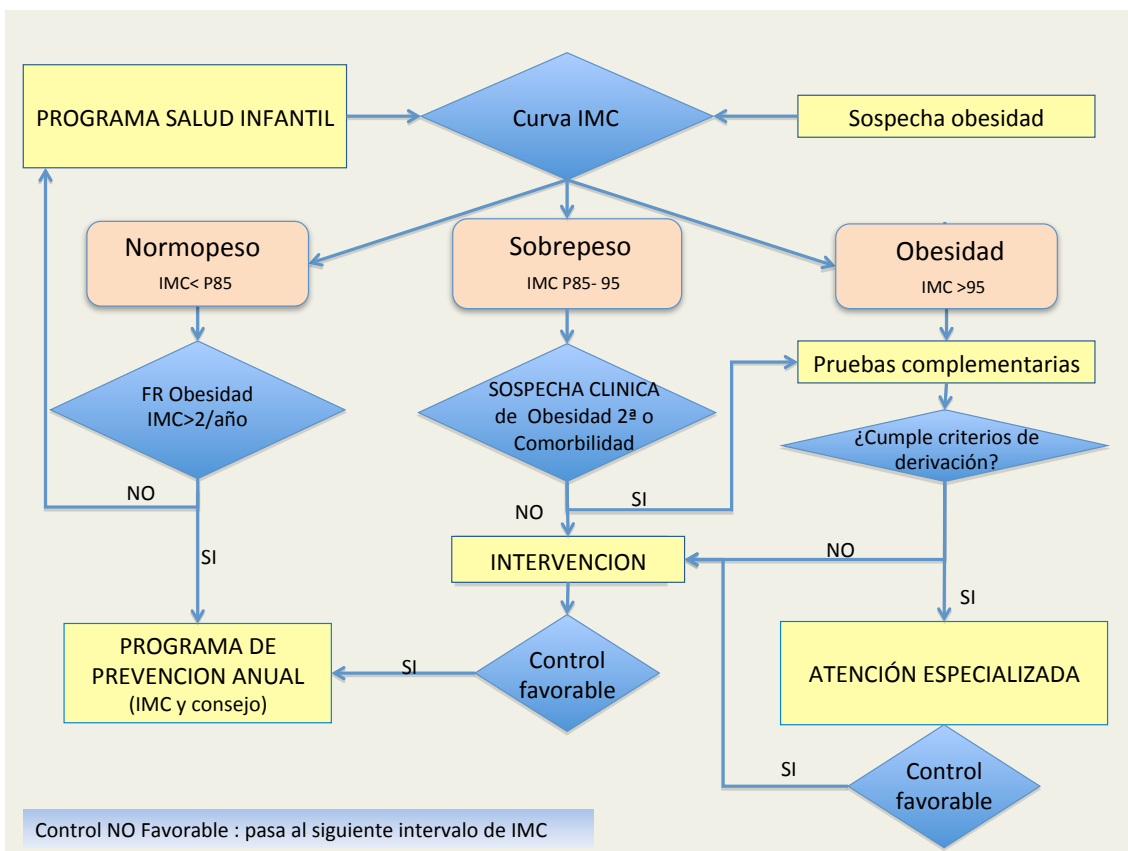 PROGRAMA SALUD INFANTIL
Curva IMC
Sospecha obesidad
Normopeso
IMC< P85
Sobrepeso
IMC P85- 95
Obesidad
IMC >95
FR Obesidad
IMC>2/año
SOSPECHA CLINICA
de Obesidad 2ª o
Comorbilidad
Pruebas complementarias
¿Cumple criterios de
derivación?
NO
SI
NO
SI
INTERVENCION
NO
SI
PROGRAMA DE
PREVENCION ANUAL
(IMC y consejo)
SI
Control
favorable
ATENCIÓN ESPECIALIZADA
SI
Control
favorable
Control NO Favorable : pasa al siguiente intervalo de IMC